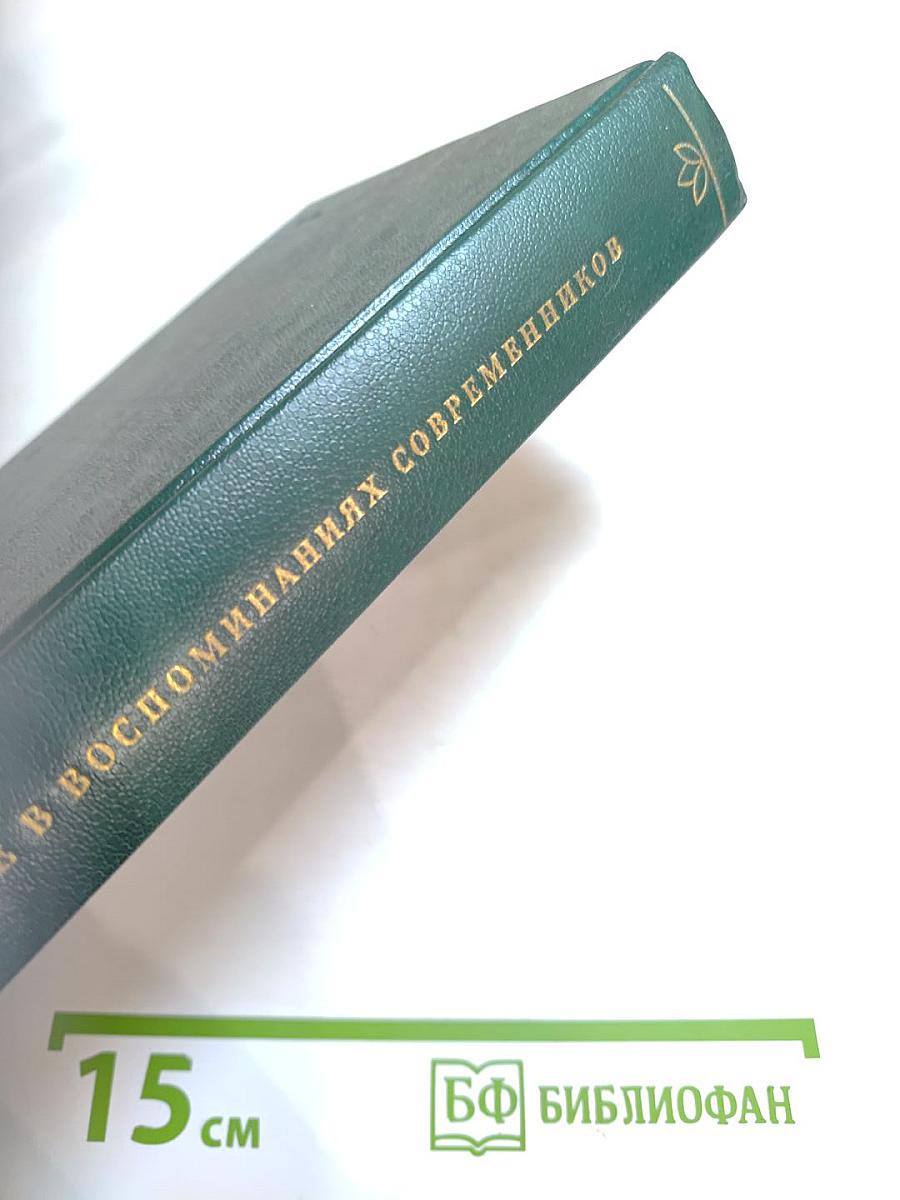 В ВОСПОМИНАНИЯХ СОВРЕМЕННИКОВ
15 см
БФ БИБЛИОФАН